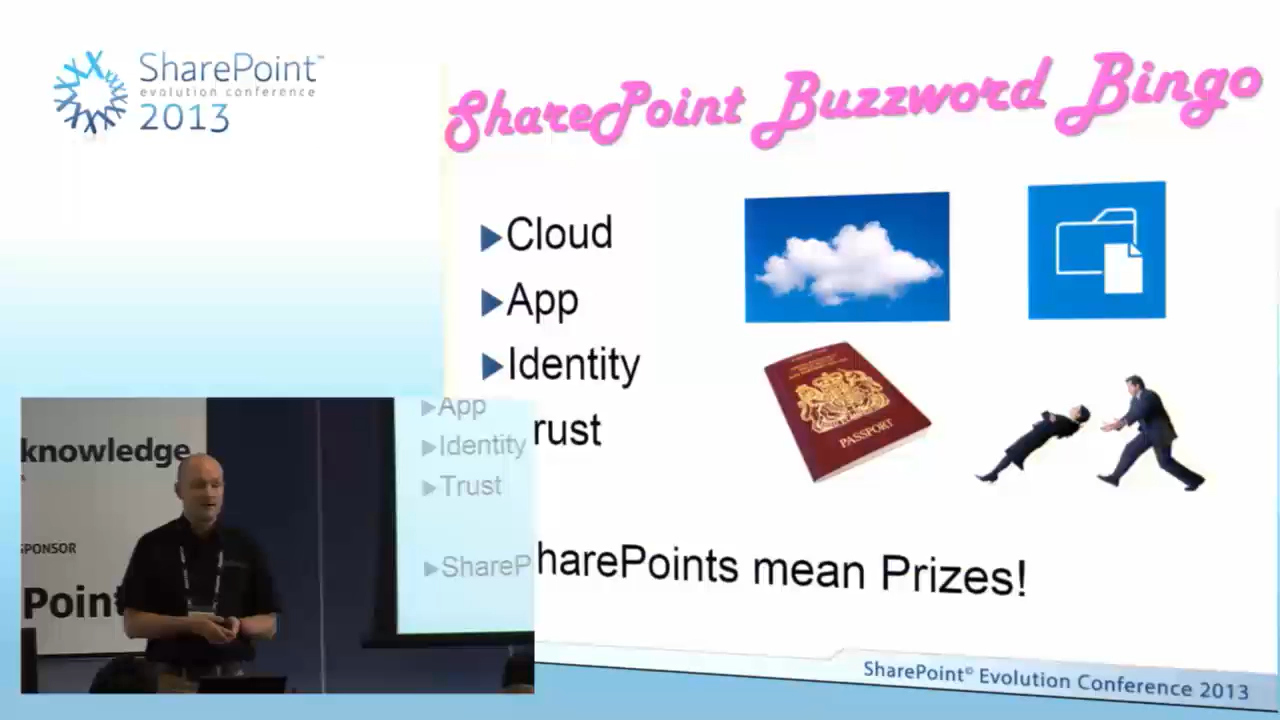 SharePoint™
evolution conference
2013
SharePoint Buzzword Bingo
Cloud
App
Identity
rust
harePoints mean Prizes!
PASSPORT
App
Identity
Trust
ShareP
knowledge
SPONSOR
Point
SharePoint© Evolution Conference 2013